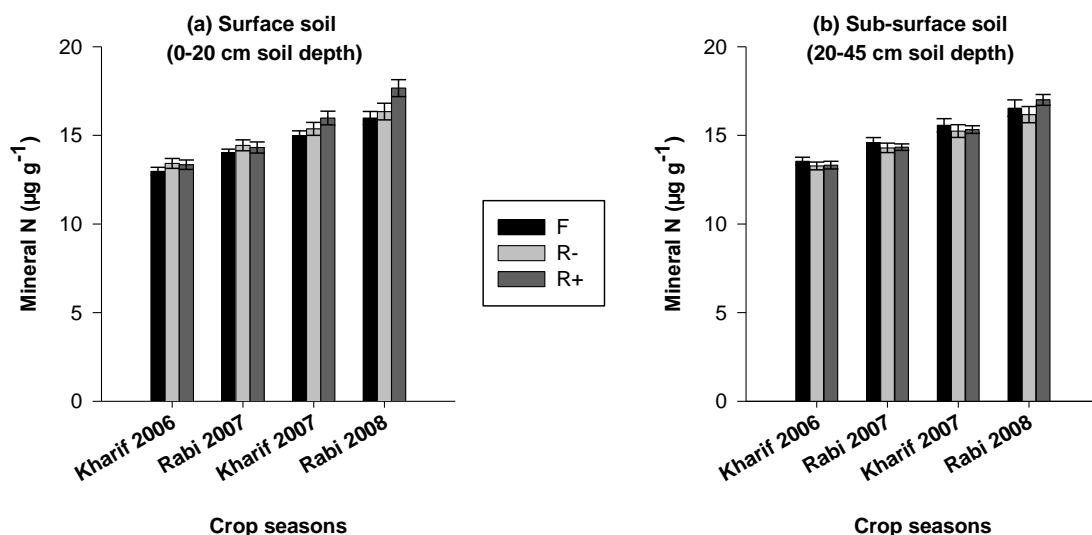 (a) Surface soil
(0-20 cm soil depth)
Mineral N (µg g-1)
20
15
10
5
0
Kharif 2006
Rabi 2007
Kharif 2007
Rabi 2008
Crop seasons
F
R-
R+
(b) Sub-surface soil
(20-45 cm soil depth)
Mineral N (µg g-1)
20
15
10
5
0
Kharif 2006
Rabi 2007
Kharif 2007
Rabi 2008
Crop seasons